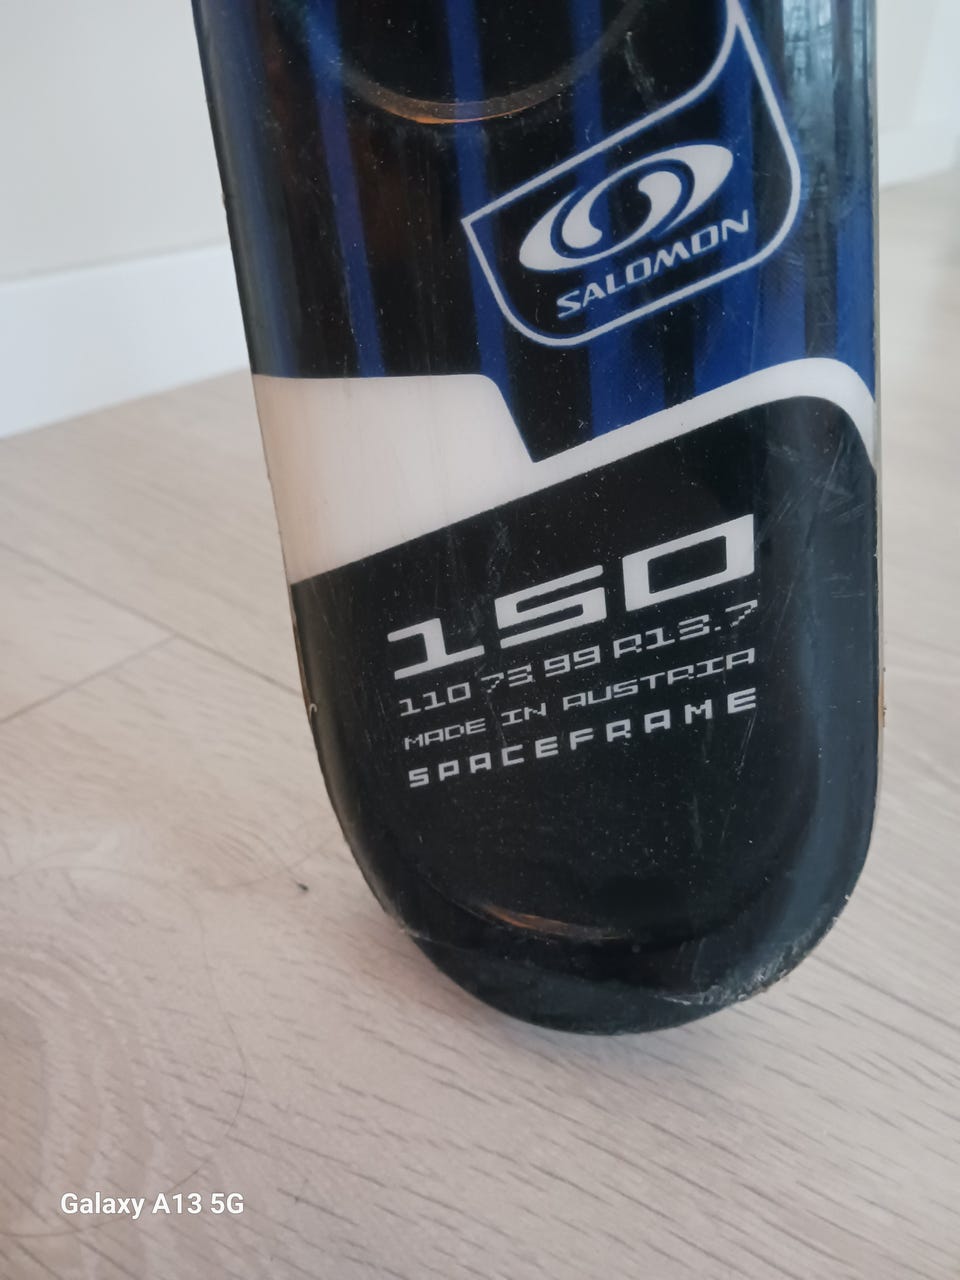 SALOMON
150
110 73 99 R13.7
MADE IN AUSTRIA
SPACEFRAME
Galaxy A13 5G